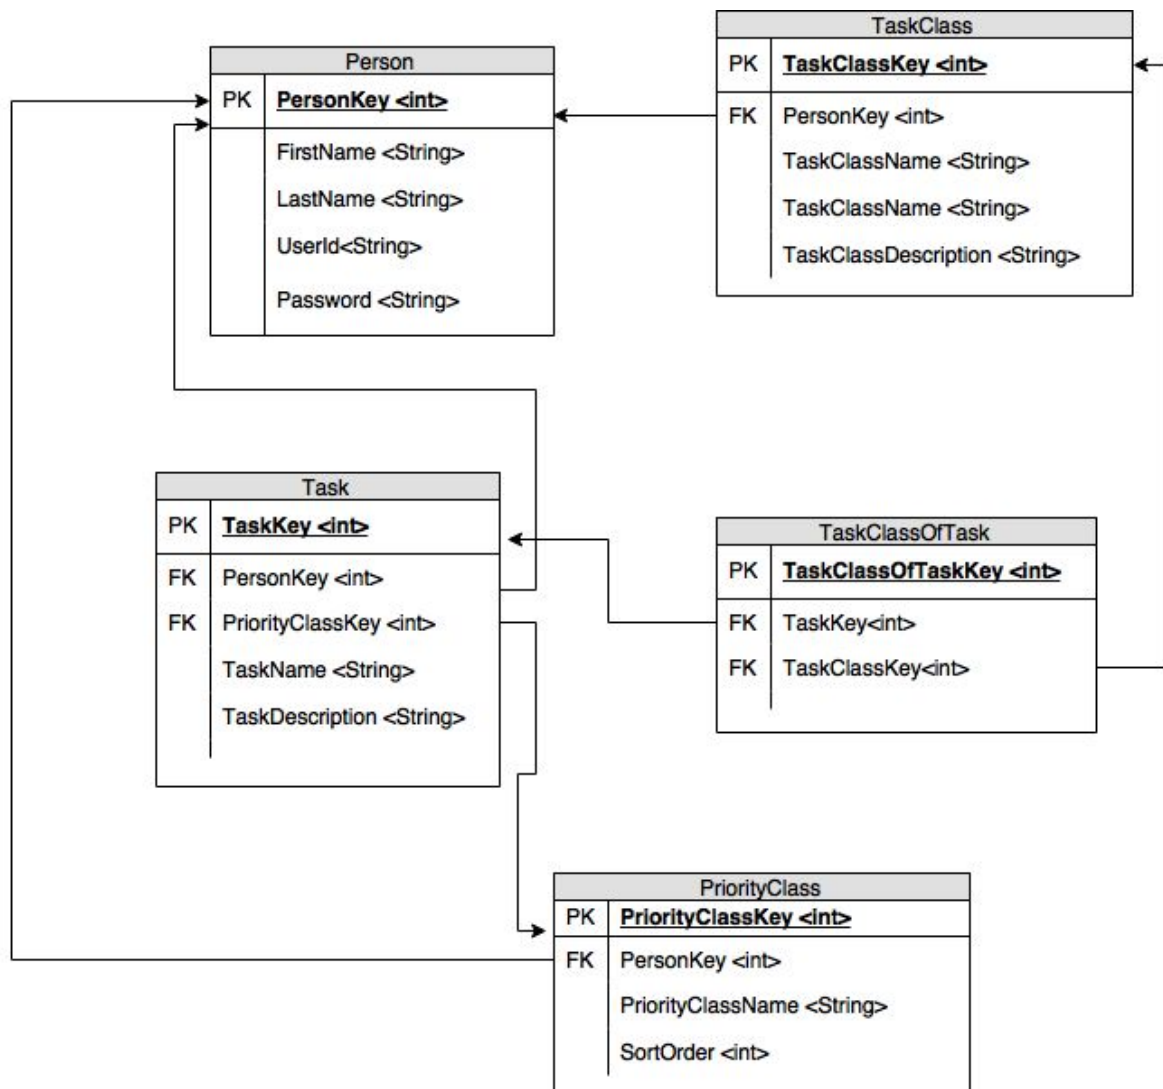 Person
PK PersonKey <int>
FirstName <String>
LastName <String>
UserId<String>
Password <String>
TaskClass
PK TaskClassKey <int>
FK PersonKey <int>
TaskClassName <String>
TaskClassName <String>
TaskClassDescription <String>
Task
PK TaskKey <int>
FK PersonKey <int>
FK PriorityClassKey <int>
TaskName <String>
TaskDescription <String>
TaskClassOfTask
PK TaskClassOfTaskKey <int>
FK TaskKey<int>
FK TaskClassKey<int>
PriorityClass
PK PriorityClassKey <int>
FK PersonKey <int>
PriorityClassName <String>
SortOrder <int>